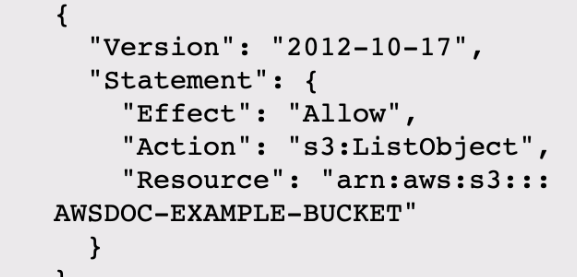 {
"Version": "2012-10-17",
"Statement": {
"Effect": "Allow",
"Action": "s3:ListObject",
"Resource": "arn:aws:s3:::
AWSDOC-EXAMPLE-BUCKET"
}
}